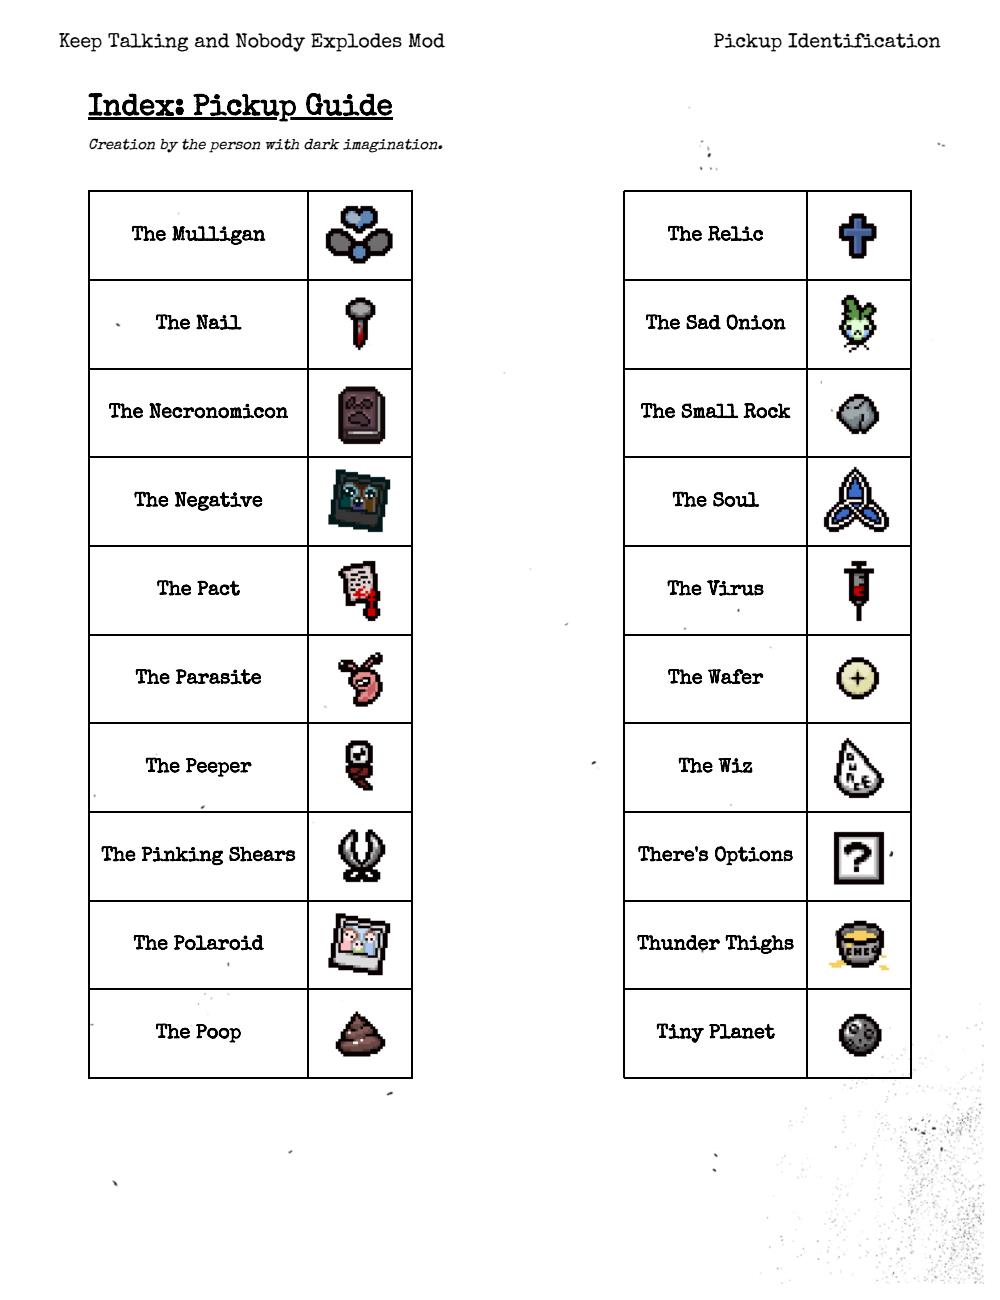 Keep Talking and Nobody Explodes Mod
Pickup Identification
Index: Pickup Guide
Creation by the person with dark imagination.
The Mulligan
The Nail
The Necronomicon
The Negative
The Pact
The Parasite
The Peeper
The Pinking Shears
The Polaroid
The Poop
The Relic
The Sad Onion
The Small Rock
The Soul
The Virus
The Wafer
The Wiz
There's Options
?
Thunder Thighs
Tiny Planet